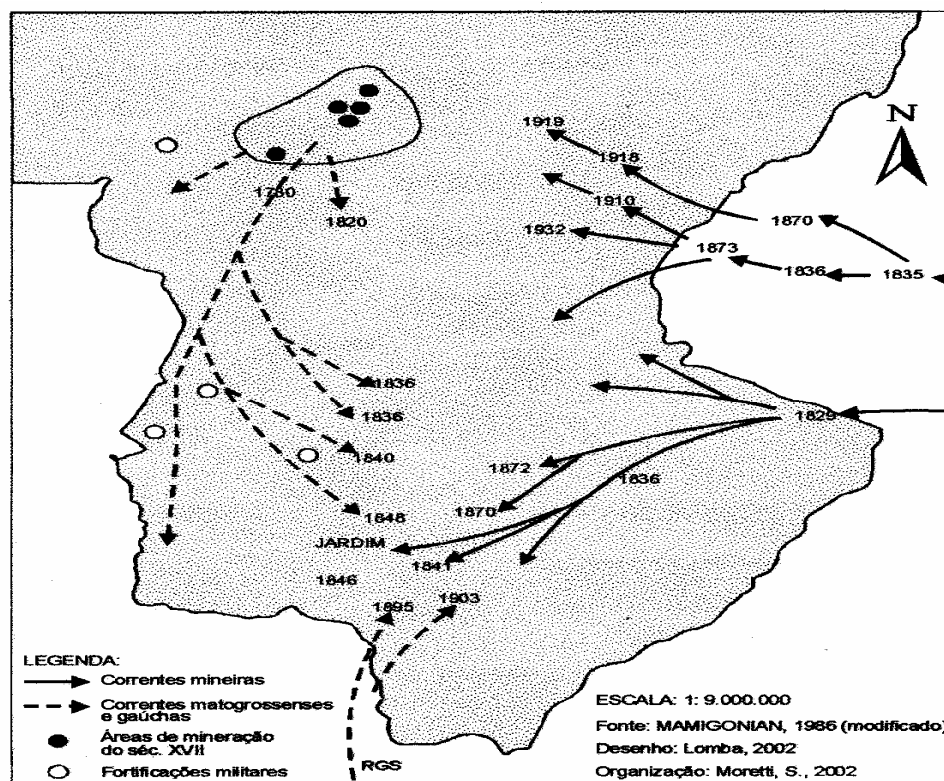 N
1919
1918
1780
1910
1820
1932
1870
1873
1836
1835
1836
1836
1829
1840
1872
1836
1870
1848
JARDIM
1841
1846
1895
1903
LEGENDA:
Correntes mineiras
Correntes matogrossenses
e gaúchas
Áreas de mineração
do séc. XVII
Fortificações militares
RGS
ESCALA: 1: 9.000.000
Fonte: MAMIGONIAN, 1986 (modificado)
Desenho: Lomba, 2002
Organização: Moretti, S., 2002